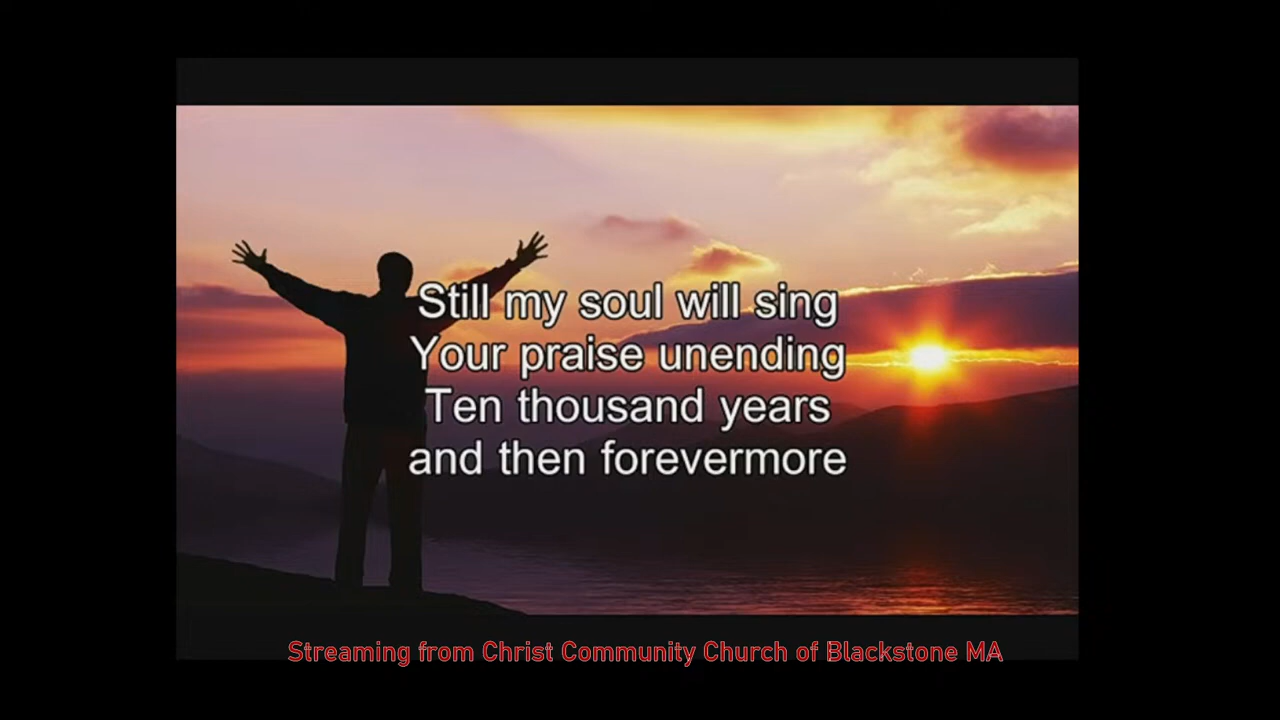 Still my soul will sing
Your praise unending
Ten thousand years
and then forevermore
Streaming from Christ Community Church of Blackstone MA